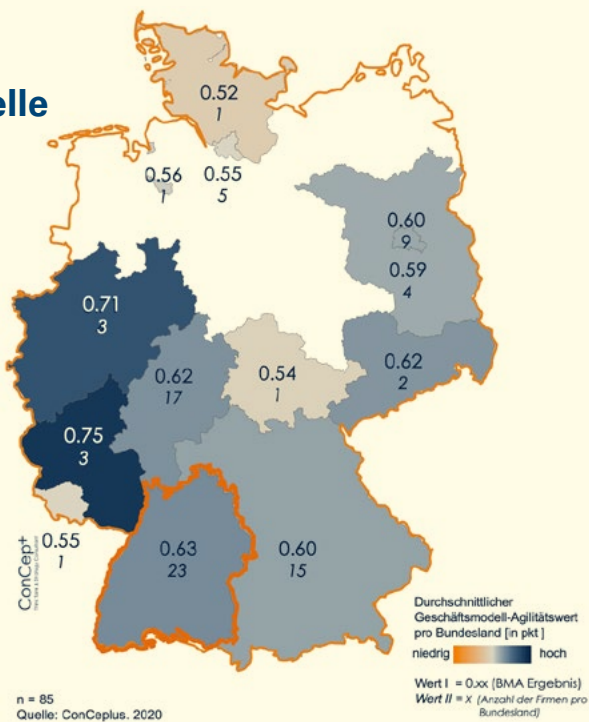 elle
0.52
1
0.56
1
0.55
5
0.60
9
0.59
4
0.71
3
0.62
17
0.54
1
0.62
2
0.75
3
0.55
1
0.63
23
0.60
15
ConCep+
Durchschnittlicher
Geschäftsmodell-Agilitätswert
pro Bundesland [in pkt ]
niedrig hoch
Wert I = 0.xx (BMA Ergebnis)
Wert II = X (Anzahl der Firmen pro
Bundesland)
n = 85
Quelle: ConCeplus. 2020